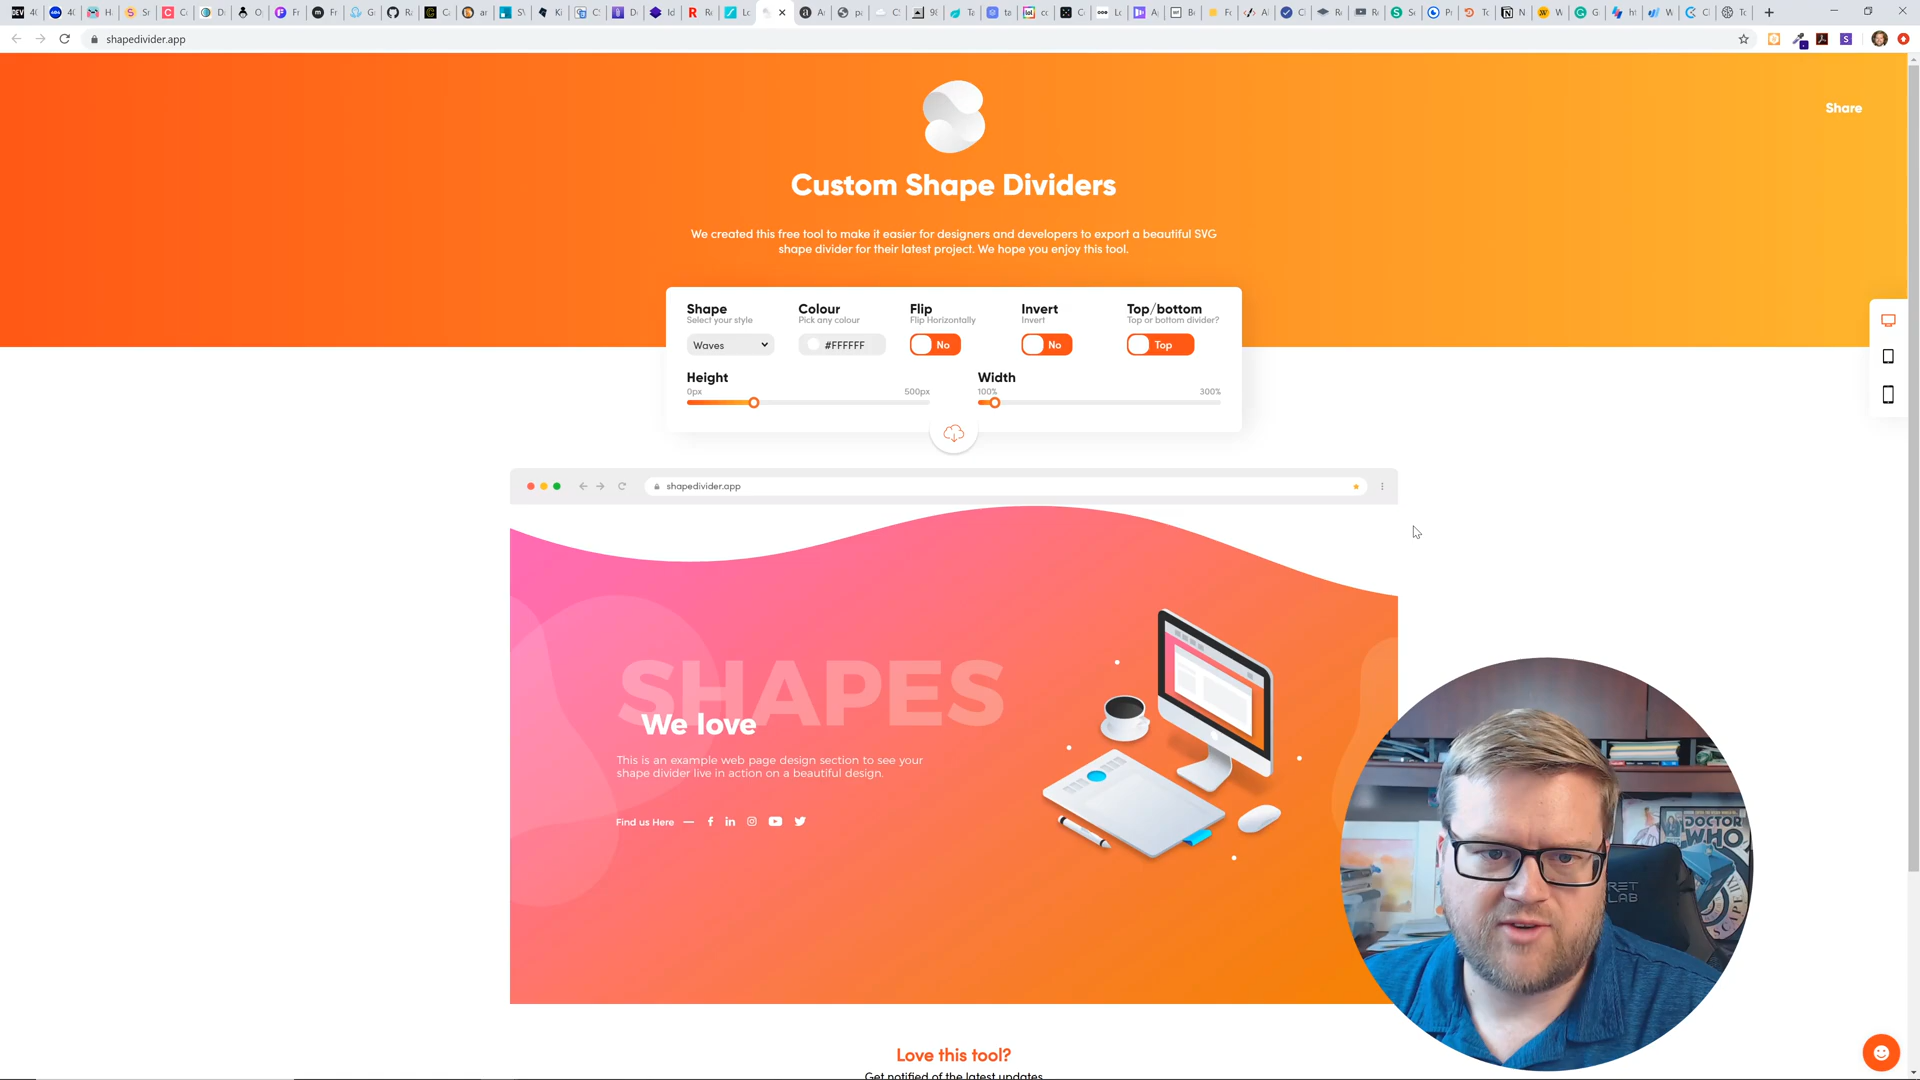 shapedivider.app
Share
Custom Shape Dividers
We created this free tool to make it easier for designers and developers to export a beautiful SVG
shape divider for their latest project. We hope you enjoy this tool.
Shape
Select your style
Waves
Colour
Pick any colour
#FFFFFF
Flip
Flip Horizontally
No
Invert
Invert
No
Top/bottom
Top or bottom divider?
Top
Height
0px 500px
Width
100% 300%
shapedivider.app
SHAPES
We love
This is an example web page design section to see your
shape divider live in action on a beautiful design.
Find us Here
DOCTOR
WHO
Love this tool?
Get notified of the latest updates